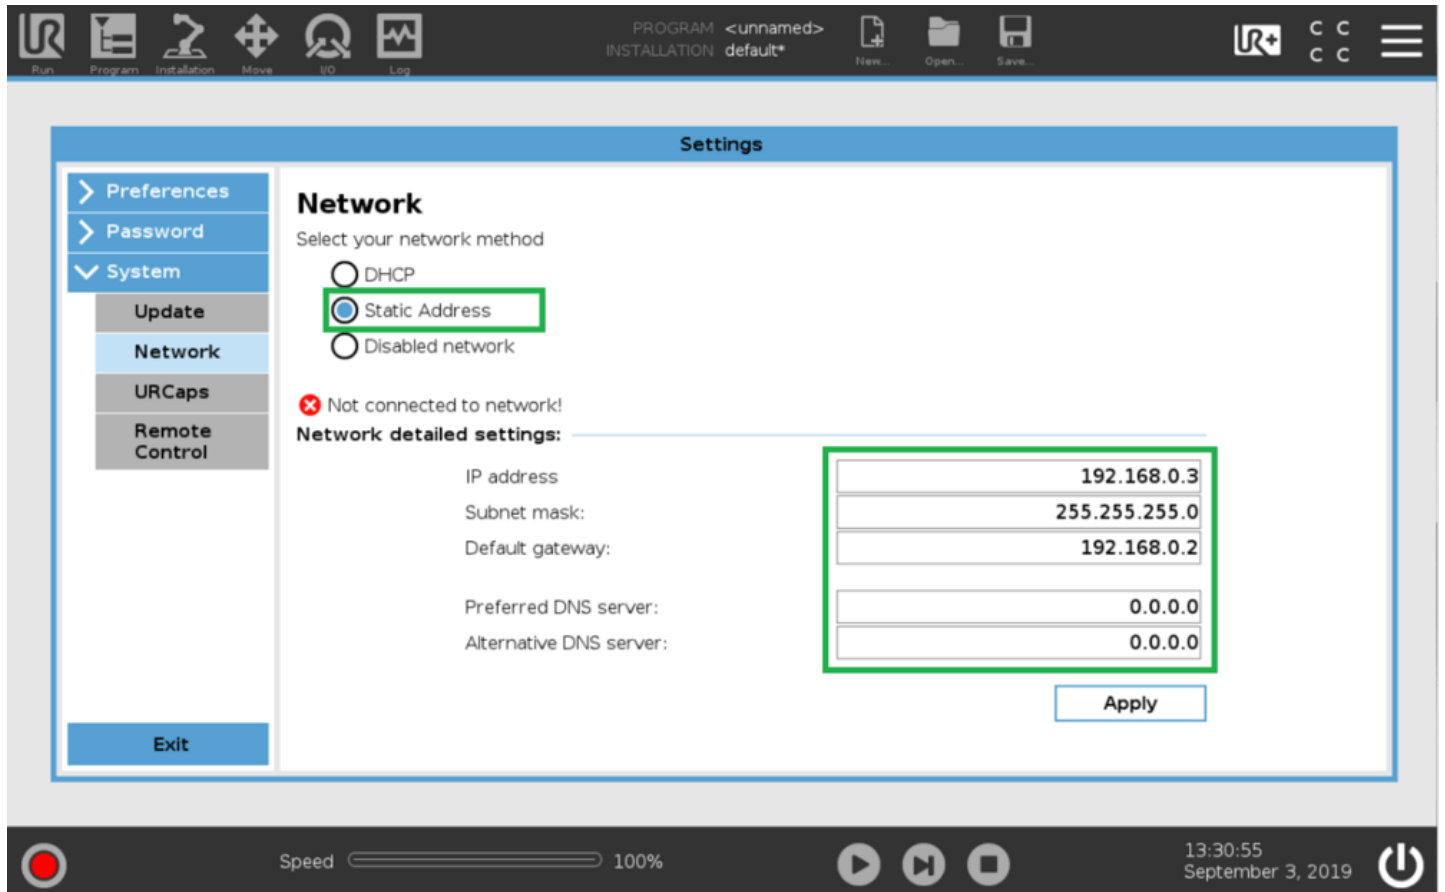 PROGRAM <unnamed>
INSTALLATION default*
Run
Program
Installation
Move
I/O
Log
New...
Open...
Save...
UR+
C C
C C
Settings
Preferences
Password
System
Update
Network
URCaps
Remote
Control
Exit
Network
Select your network method
DHCP
Static Address
Disabled network
Not connected to network!
Network detailed settings:
IP address 192.168.0.3
Subnet mask: 255.255.255.0
Default gateway: 192.168.0.2
Preferred DNS server: 0.0.0.0
Alternative DNS server: 0.0.0.0
Apply
Speed 100%
13:30:55
September 3, 2019